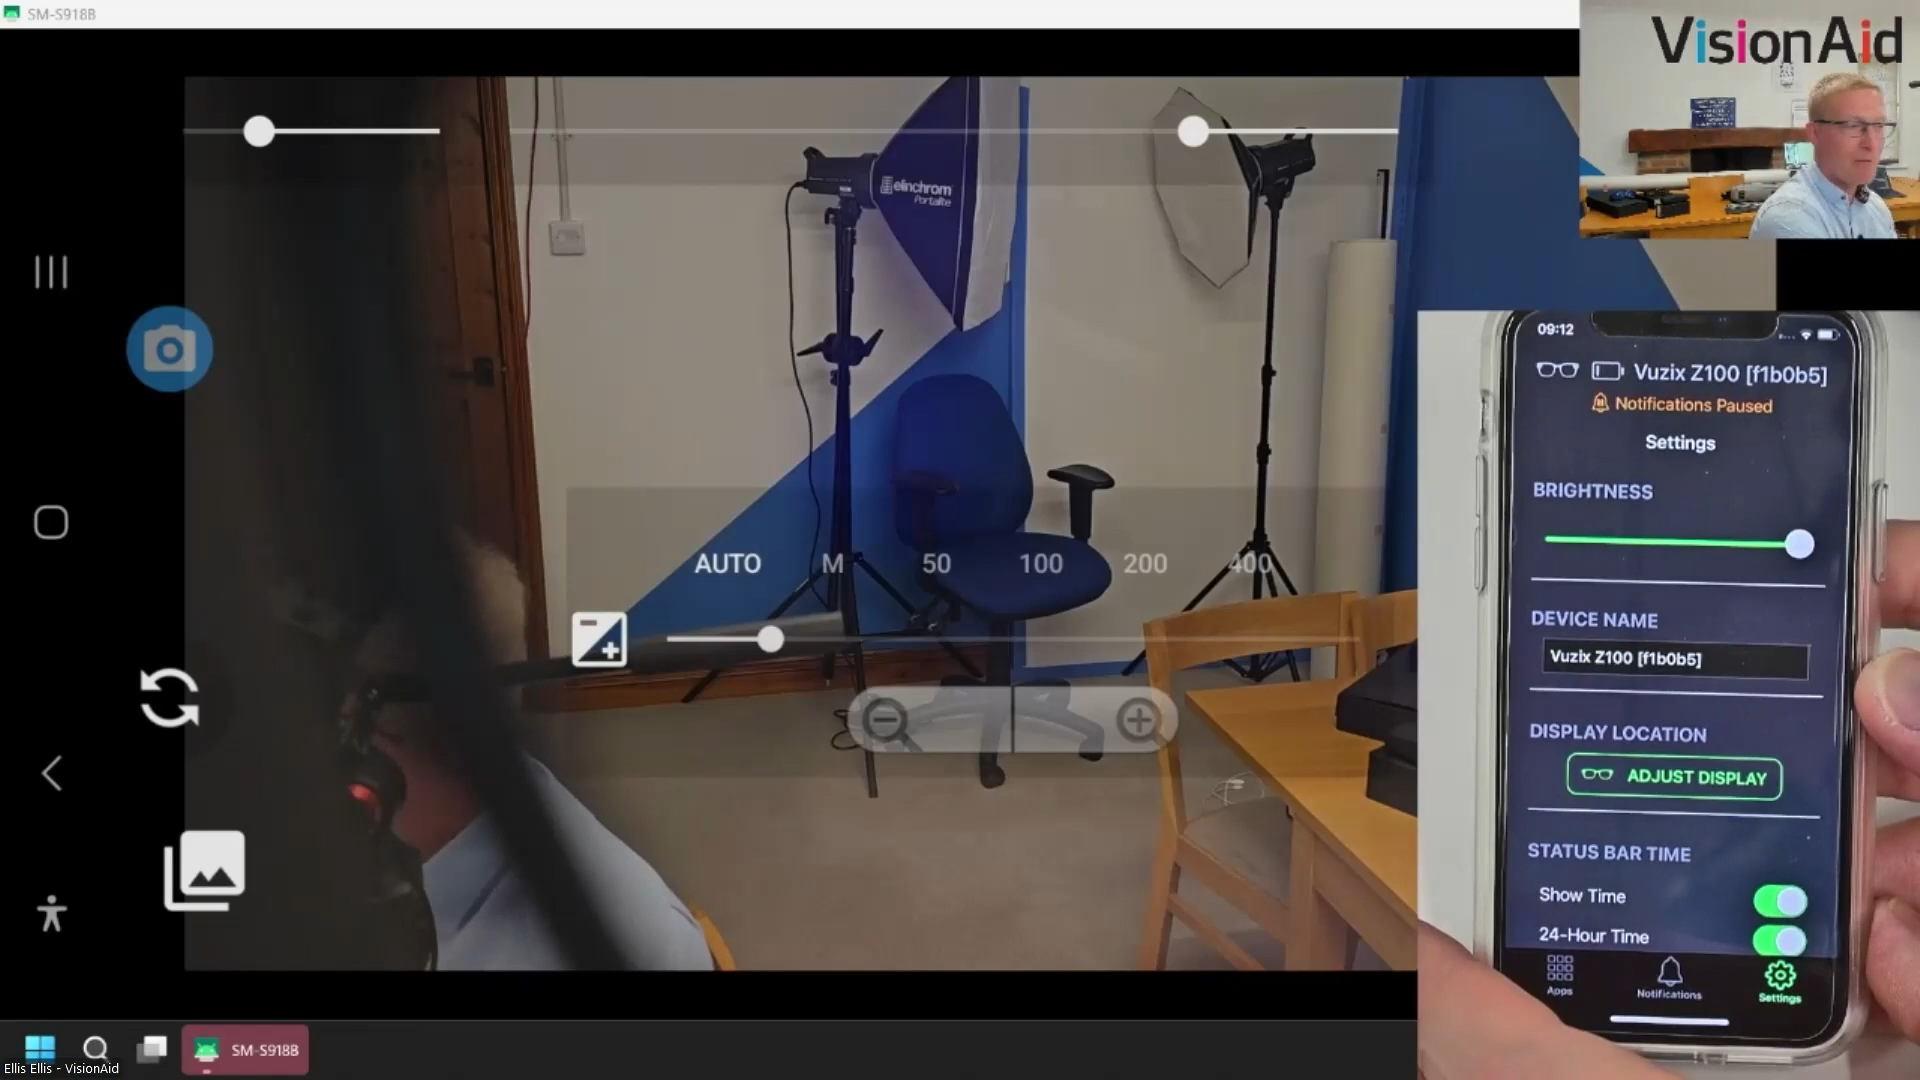 SM-S918B
VisionAid
elinchrom
Portalite
AUTO M 50 100 200 400
09:12
Vuzix Z100 [f1b0b5]
Notifications Paused
Settings
BRIGHTNESS
DEVICE NAME
Vuzix Z100 [f1b0b5]
DISPLAY LOCATION
ADJUST DISPLAY
STATUS BAR TIME
Show Time
24-Hour Time
Apps
Notifications
Settings
SM-S918B
Ellis Ellis - VisionAid